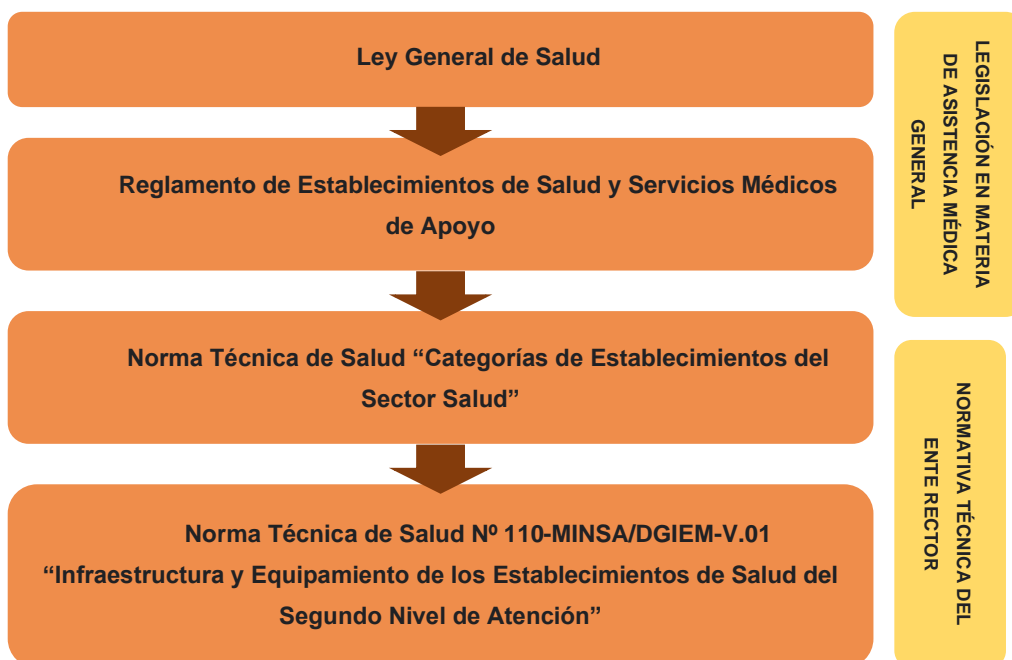 Ley General de Salud
Reglamento de Establecimientos de Salud y Servicios Médicos
de Apoyo
Norma Técnica de Salud “Categorías de Establecimientos del
Sector Salud”
Norma Técnica de Salud Nº 110-MINSA/DGIEM-V.01
“Infraestructura y Equipamiento de los Establecimientos de Salud del
Segundo Nivel de Atención”
LEGISLACIÓN EN MATERIA
DE ASISTENCIA MÉDICA
GENERAL
NORMATIVA TÉCNICA DEL
ENTE RECTOR